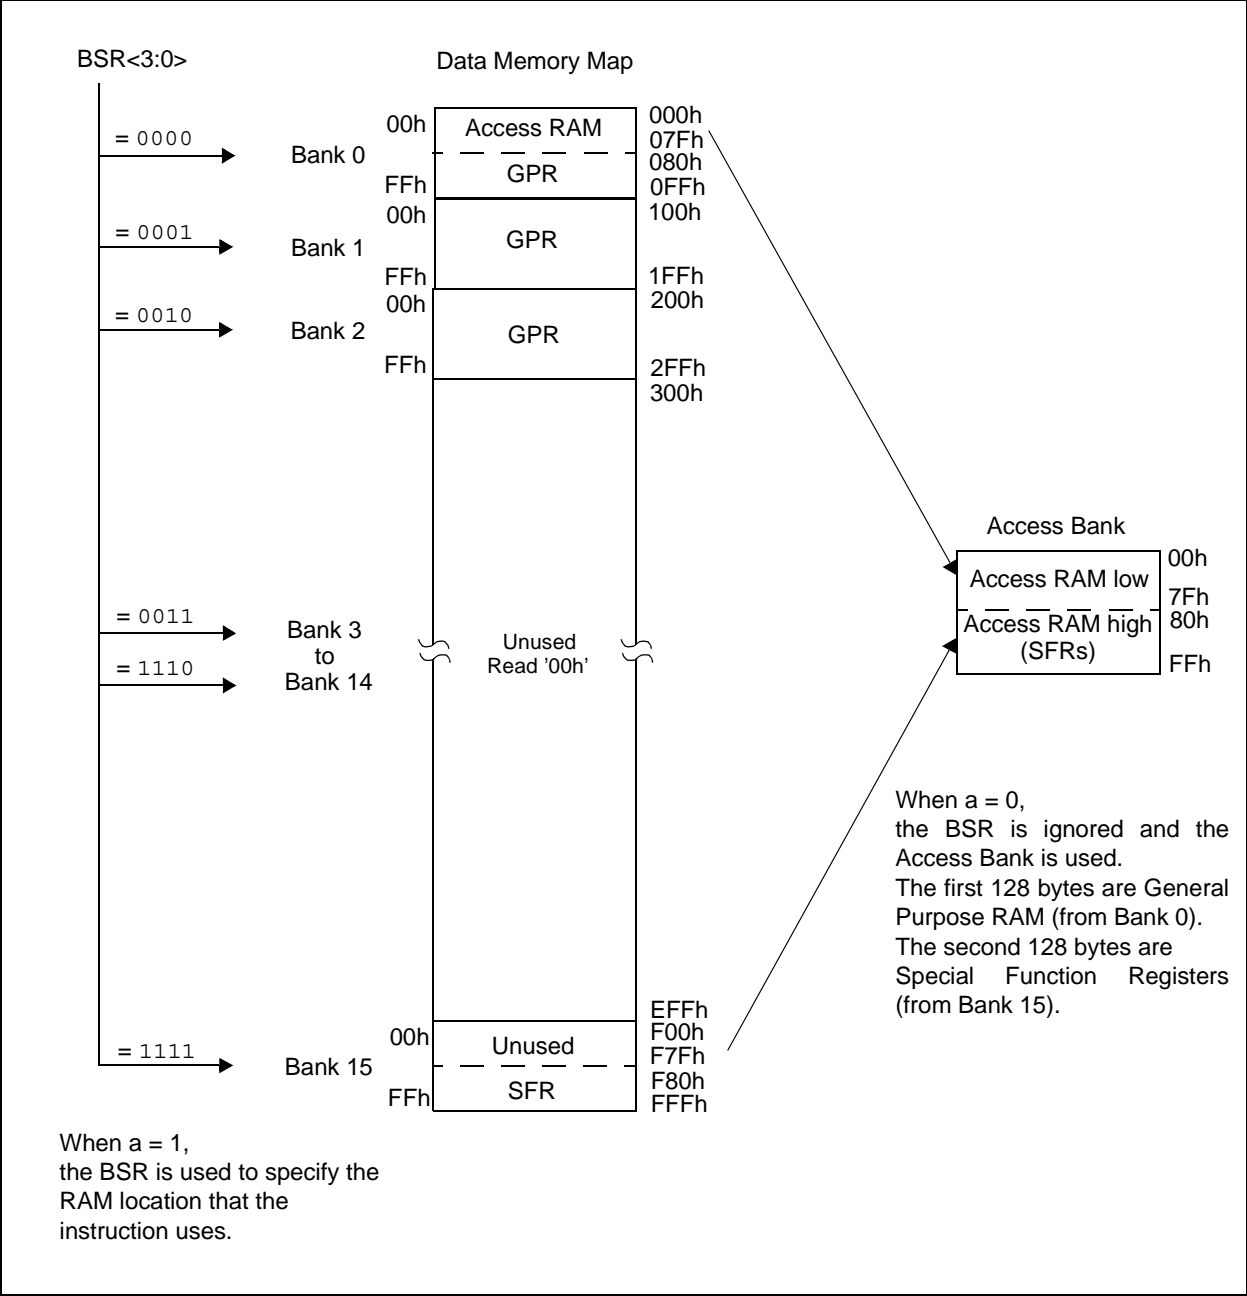 BSR<3:0>
Data Memory Map
= 0000
Bank 0
00h
FFh
Access RAM
GPR
000h
07Fh
080h
0FFh
= 0001
Bank 1
00h
FFh
GPR
100h
1FFh
= 0010
Bank 2
00h
FFh
GPR
200h
2FFh
300h
= 0011
= 1110
Bank 3
to
Bank 14
Unused
Read '00h'
EFFh
= 1111
Bank 15
00h
FFh
Unused
SFR
F00h
F7Fh
F80h
FFFh
Access Bank
Access RAM low
Access RAM high
(SFRs)
00h
7Fh
80h
FFh
When a = 0,
the BSR is ignored and the
Access Bank is used.
The first 128 bytes are General
Purpose RAM (from Bank 0).
The second 128 bytes are
Special Function Registers
(from Bank 15).
When a = 1,
the BSR is used to specify the
RAM location that the
instruction uses.